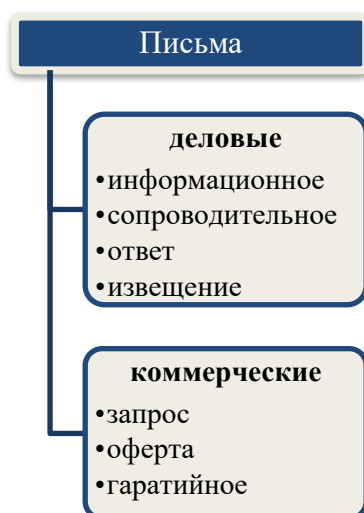 Письма
деловые
•информационное
•сопроводительное
•ответ
•извещение
коммерческие
•запрос
•оферта
•гаратийное